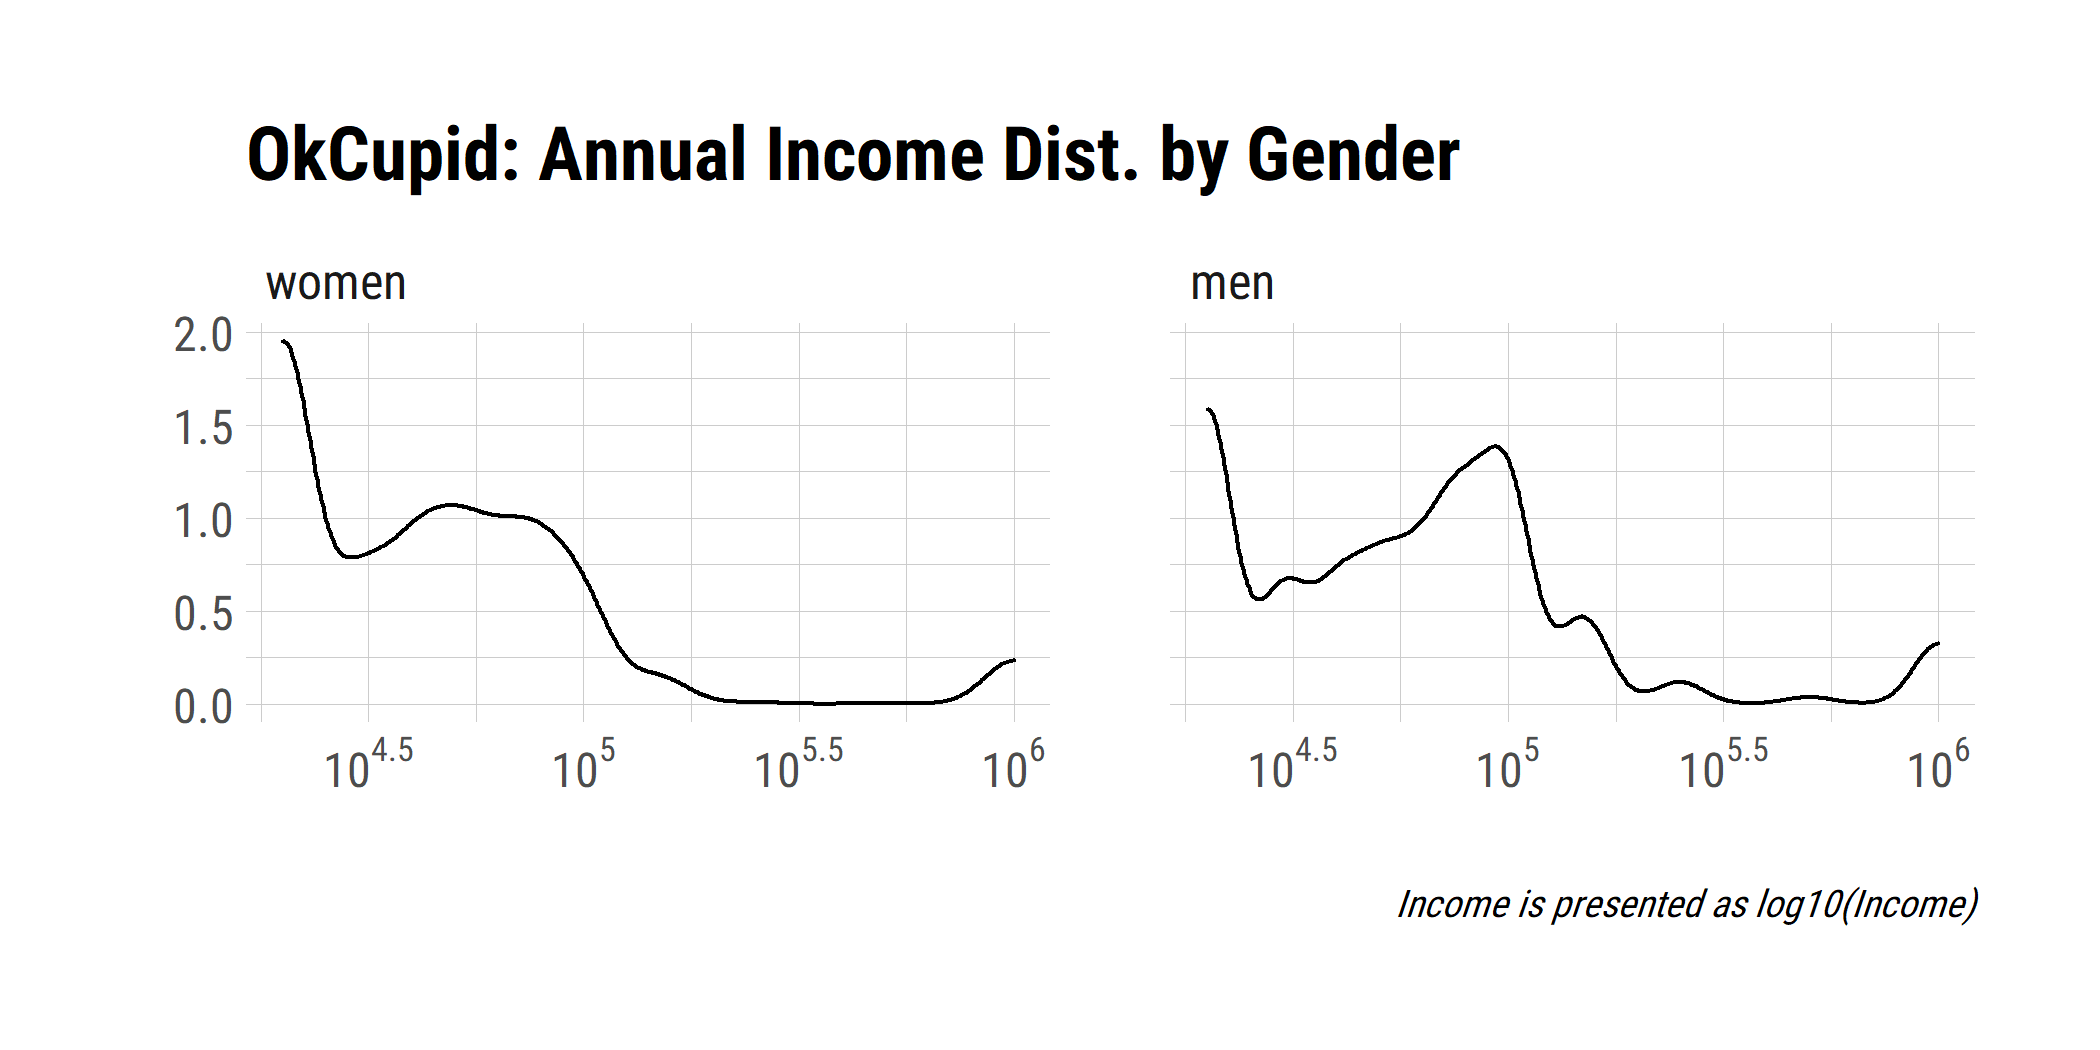 OkCupid: Annual Income Dist. by Gender
women
men
2.0
1.5
1.0
0.5
0.0
10^4.5 10^5 10^5.5 10^6
10^4.5 10^5 10^5.5 10^6
Income is presented as log10(Income)